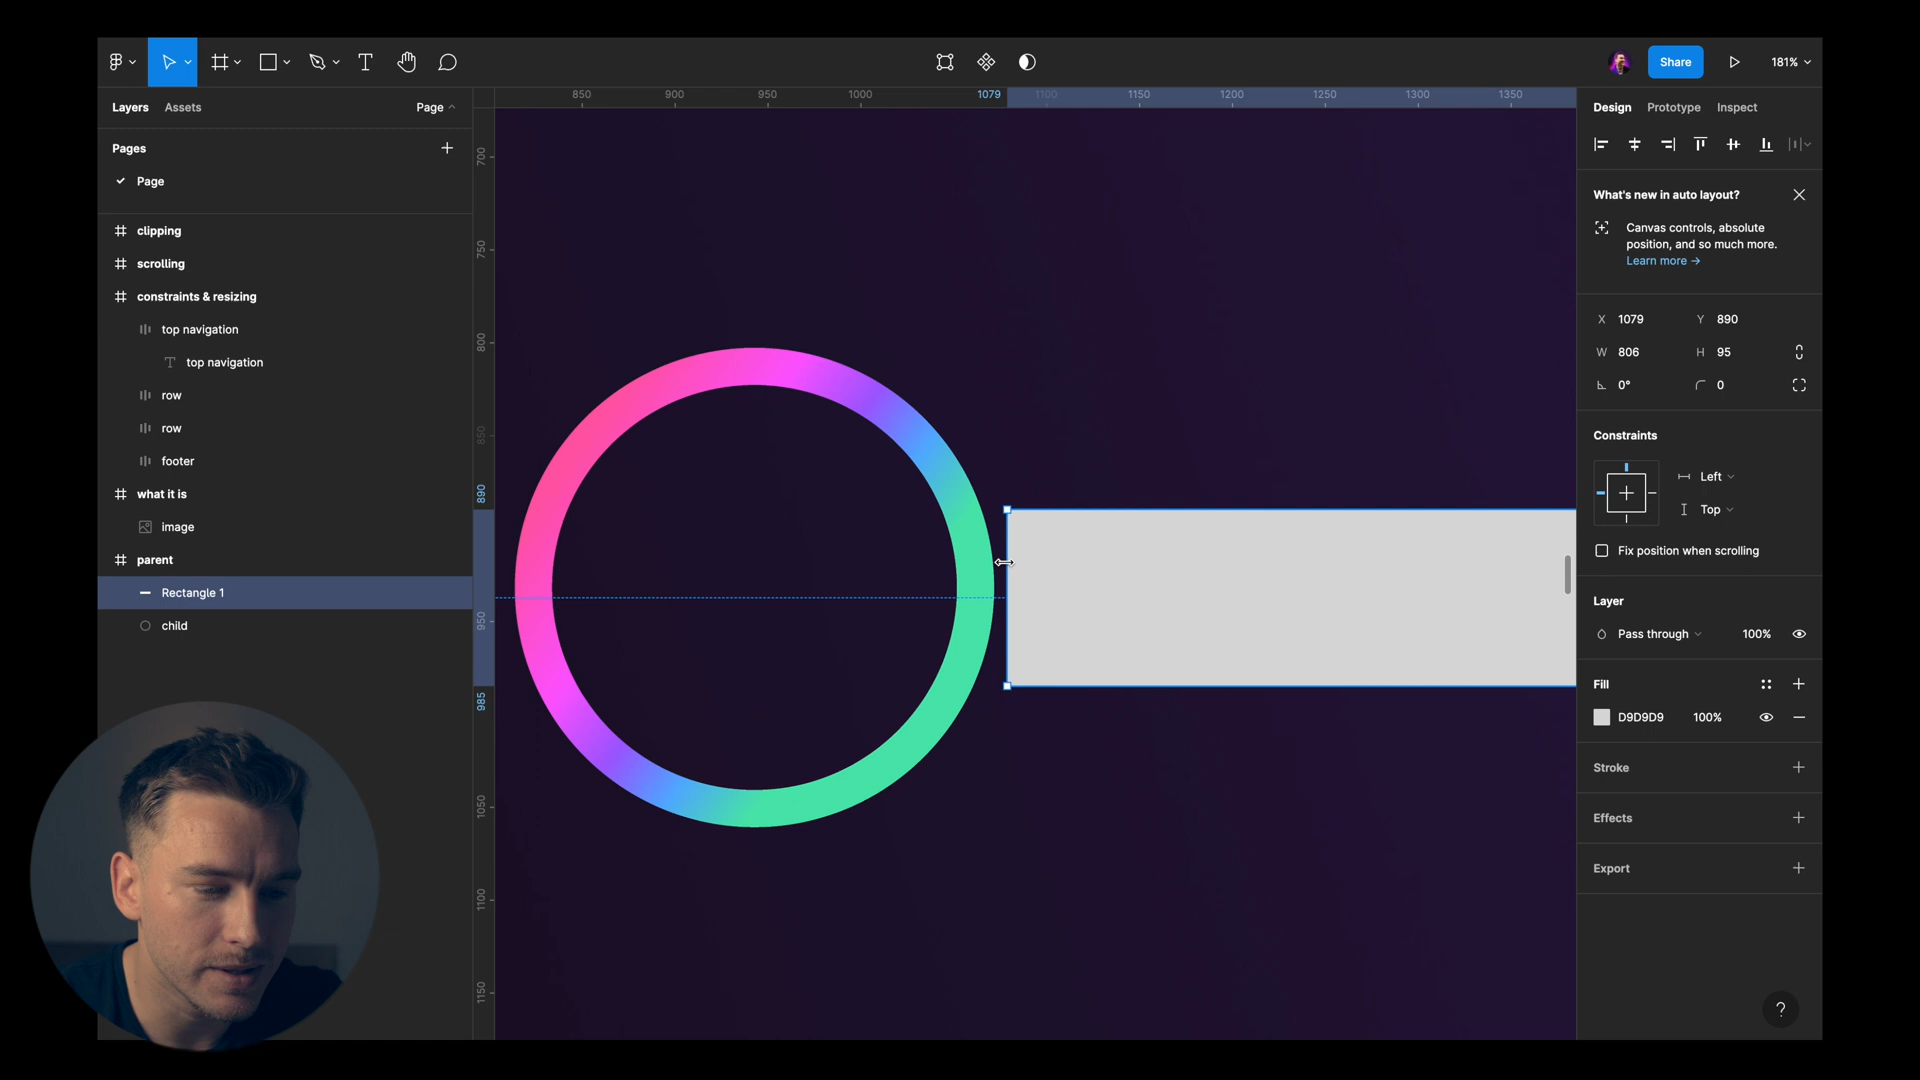 Share
181%
Layers
Assets
Page
850
900
950
1000
1079
1100
1150
1200
1250
1300
1350
Design
Prototype
Inspect
Pages
Page
clipping
scrolling
constraints & resizing
top navigation
top navigation
row
row
footer
what it is
image
parent
Rectangle 1
child
700
750
800
850
890
950
985
1050
1100
1150
What's new in auto layout?
Canvas controls, absolute
position, and so much more.
Learn more →
X 1079 Y 890
W 806 H 95
0° 0
Constraints
Left
Top
Fix position when scrolling
Layer
Pass through 100%
Fill
D9D9D9 100%
Stroke
Effects
Export
?